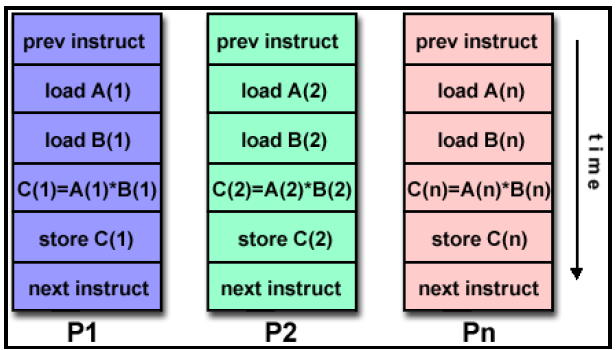 prev instruct prev instruct prev instruct
load A(1) load A(2) load A(n)
load B(1) load B(2) load B(n)
C(1)=A(1)*B(1) C(2)=A(2)*B(2) C(n)=A(n)*B(n)
store C(1) store C(2) store C(n)
next instruct next instruct next instruct
P1 P2 Pn
time